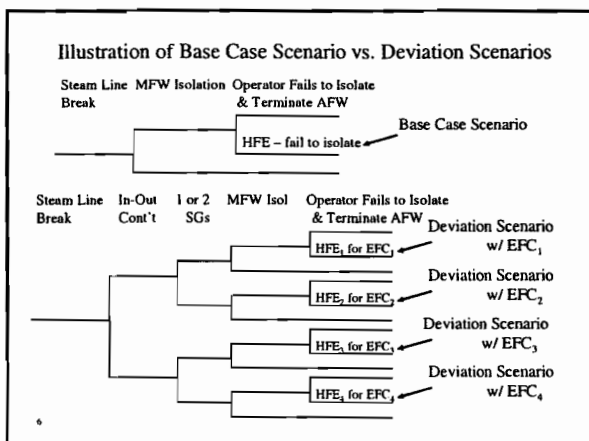 Illustration of Base Case Scenario vs. Deviation Scenarios
Steam Line MFW Isolation Operator Fails to Isolate
Break & Terminate AFW
HFE – fail to isolate
Base Case Scenario
Steam Line In-Out 1 or 2 MFW Isol Operator Fails to Isolate
Break Cont't SGs & Terminate AFW
HFE₁ for EFC₁
Deviation Scenario
w/ EFC₁
HFE₂ for EFC₂
Deviation Scenario
w/ EFC₂
HFE₃ for EFC₃
Deviation Scenario
w/ EFC₃
HFE₄ for EFC₄
Deviation Scenario
w/ EFC₄
6